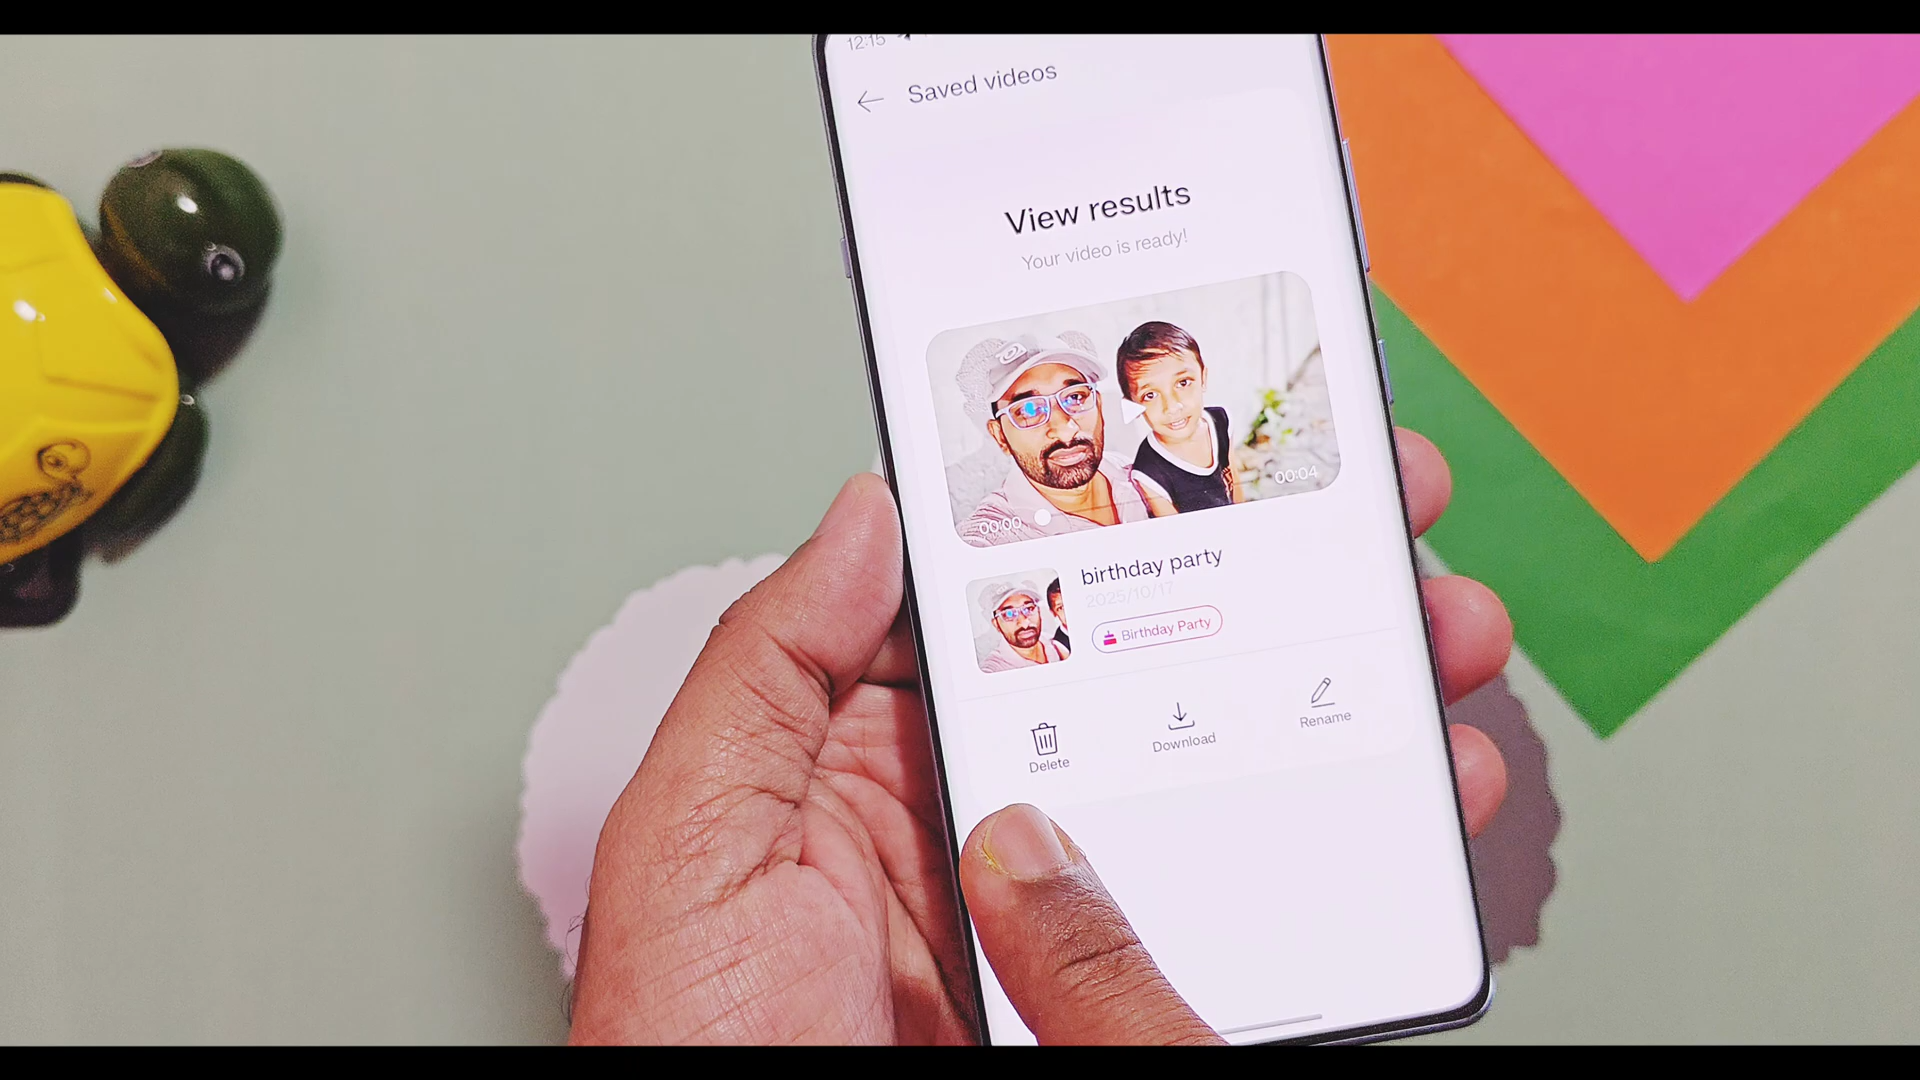 12:15
Saved videos
View results
Your video is ready!
00:00
00:04
birthday party
2025/10/17
Birthday Party
Delete
Download
Rename